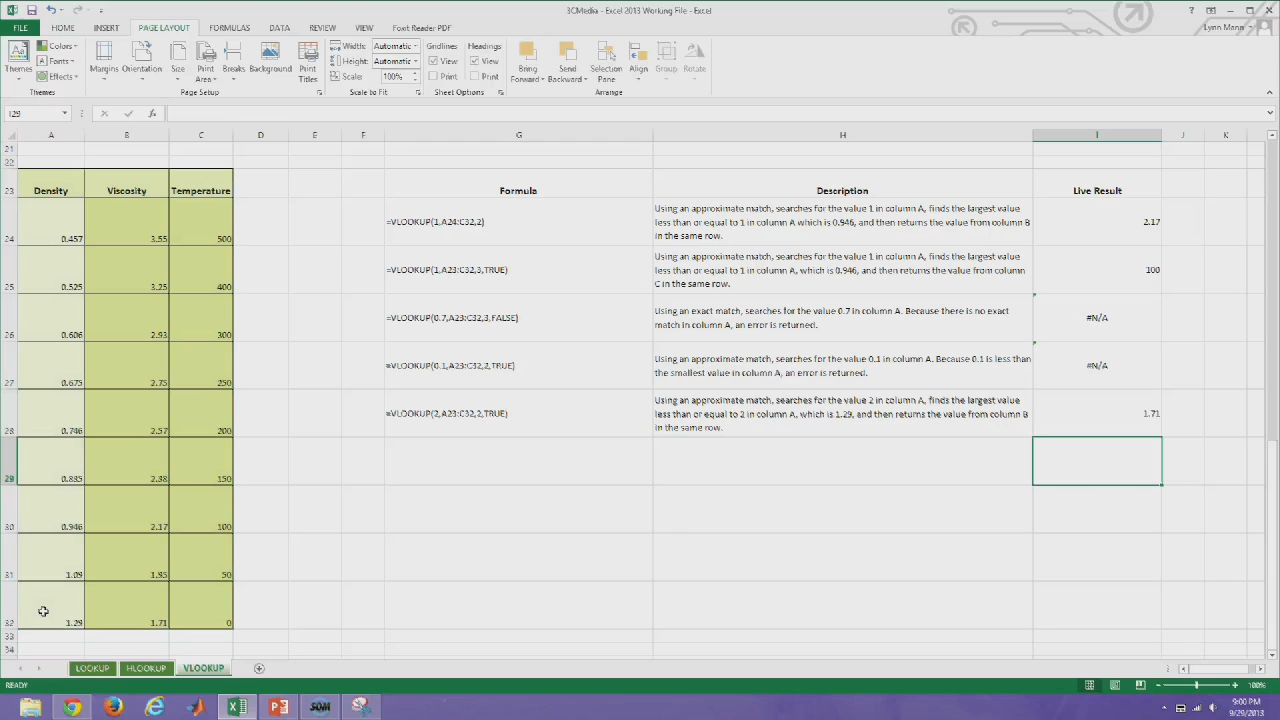 3CMedia - Excel 2013 Working File - Excel
FILE HOME INSERT PAGE LAYOUT FORMULAS DATA REVIEW VIEW Foxit Reader Lynn Mann
Themes Colors Fonts Effects Margins Orientation Size Print Area Breaks Background Print Titles Width: Automatic Height: Automatic Scale: 100% Gridlines View Print Headings View Print Bring Forward Send Backward Selection Pane Align Group Rotate
Themes Page Setup Scale to Fit Sheet Options Arrange
I29 fx
A B C D E F G H I J K
21
22
23 Density Viscosity Temperature Formula Description Live Result
24 0.457 3.55 500 =VLOOKUP(1,A24:C32,2) Using an approximate match, searches for the value 1 in column A, finds the largest value
less than or equal to 1 in column A which is 0.946, and then returns the value from column B
in the same row. 2.17
25 0.525 3.25 400 =VLOOKUP(1,A23:C32,3,TRUE) Using an approximate match, searches for the value 1 in column A, finds the largest value
less than or equal to 1 in column A, which is 0.946, and then returns the value from column
C in the same row. 100
26 0.606 2.93 300 =VLOOKUP(0.7,A23:C32,3,FALSE) Using an exact match, searches for the value 0.7 in column A. Because there is no exact
match in column A, an error is returned. #N/A
27 0.675 2.75 250 =VLOOKUP(0.1,A23:C32,2,TRUE) Using an approximate match, searches for the value 0.1 in column A. Because 0.1 is less than
the smallest value in column A, an error is returned. #N/A
28 0.746 2.57 200 =VLOOKUP(2,A23:C32,2,TRUE) Using an approximate match, searches for the value 2 in column A, finds the largest value
less than or equal to 2 in column A, which is 1.29, and then returns the value from column B
in the same row. 1.71
29 0.835 2.38 150
30 0.946 2.17 100
31 1.09 1.95 50
32 1.29 1.71 0
33
34
LOOKUP HLOOKUP VLOOKUP
READY 100%
SOM
9:00 PM
9/29/2013